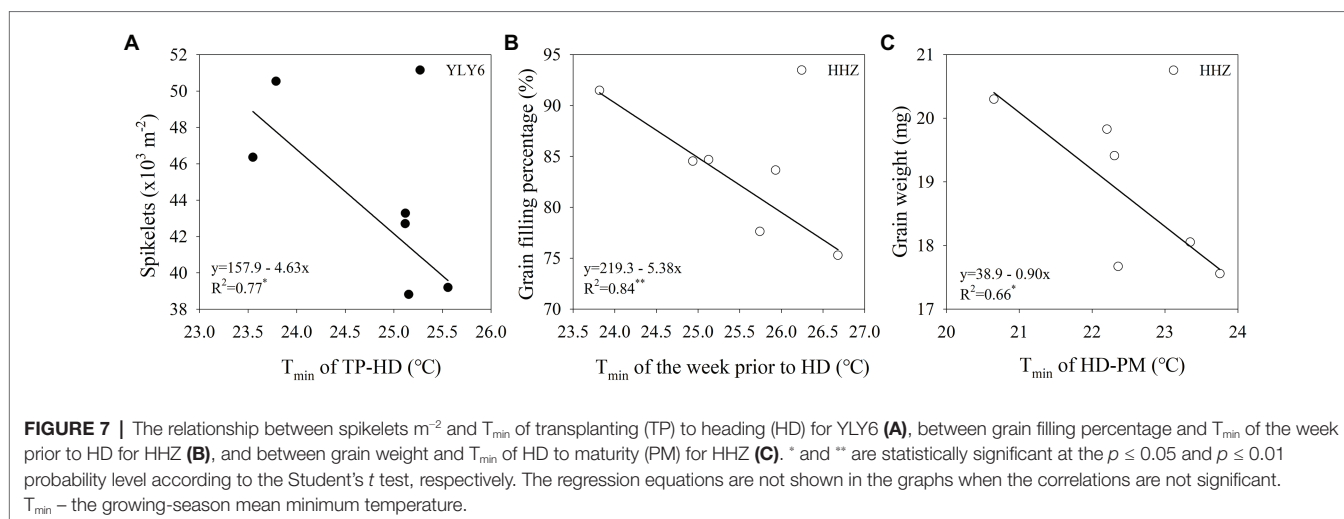 A
52
50
48
46
44
42
40
38
Spikelets (x10³ m⁻²)
YLY6
y=157.9 - 4.63x
R²=0.77*
23.0 23.5 24.0 24.5 25.0 25.5 26.0
T_min of TP-HD (°C)
B
95
90
85
80
75
70
Grain filling percentage (%)
HHZ
y=219.3 - 5.38x
R²=0.84**
23.5 24.0 24.5 25.0 25.5 26.0 26.5 27.0
T_min of the week prior to HD (°C)
C
21
20
19
18
17
Grain weight (mg)
HHZ
y=38.9 - 0.90x
R²=0.66*
20 21 22 23 24
T_min of HD-PM (°C)
FIGURE 7 | The relationship between spikelets m⁻² and T_min of transplanting (TP) to heading (HD) for YLY6 (A), between grain filling percentage and T_min of the week
prior to HD for HHZ (B), and between grain weight and T_min of HD to maturity (PM) for HHZ (C). * and ** are statistically significant at the p ≤ 0.05 and p ≤ 0.01
probability level according to the Student's t test, respectively. The regression equations are not shown in the graphs when the correlations are not significant.
T_min – the growing-season mean minimum temperature.